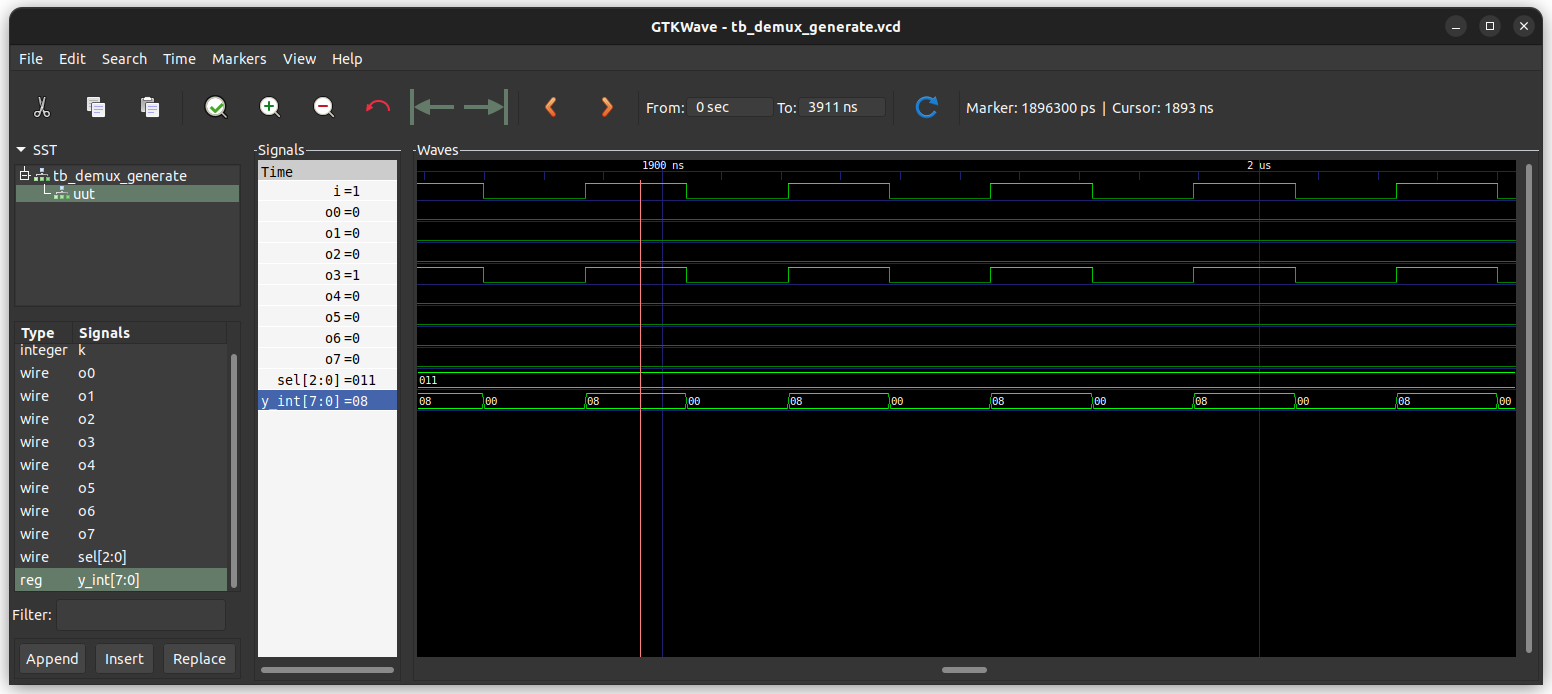 GTKWave - tb_demux_generate.vcd
File Edit Search Time Markers View Help
From: 0 sec To: 3911 ns Marker: 1896300 ps | Cursor: 1893 ns
SST
tb_demux_generate
uut
Type Signals
integer k
wire o0
wire o1
wire o2
wire o3
wire o4
wire o5
wire o6
wire o7
wire sel[2:0]
reg y_int[7:0]
Filter:
Append Insert Replace
Signals
Time
i=1
o0=0
o1=0
o2=0
o3=1
o4=0
o5=0
o6=0
o7=0
sel[2:0]=011
y_int[7:0]=08
Waves
1900 ns 2 us
011
08 00 08 00 08 00 08 00 08 00 08 00